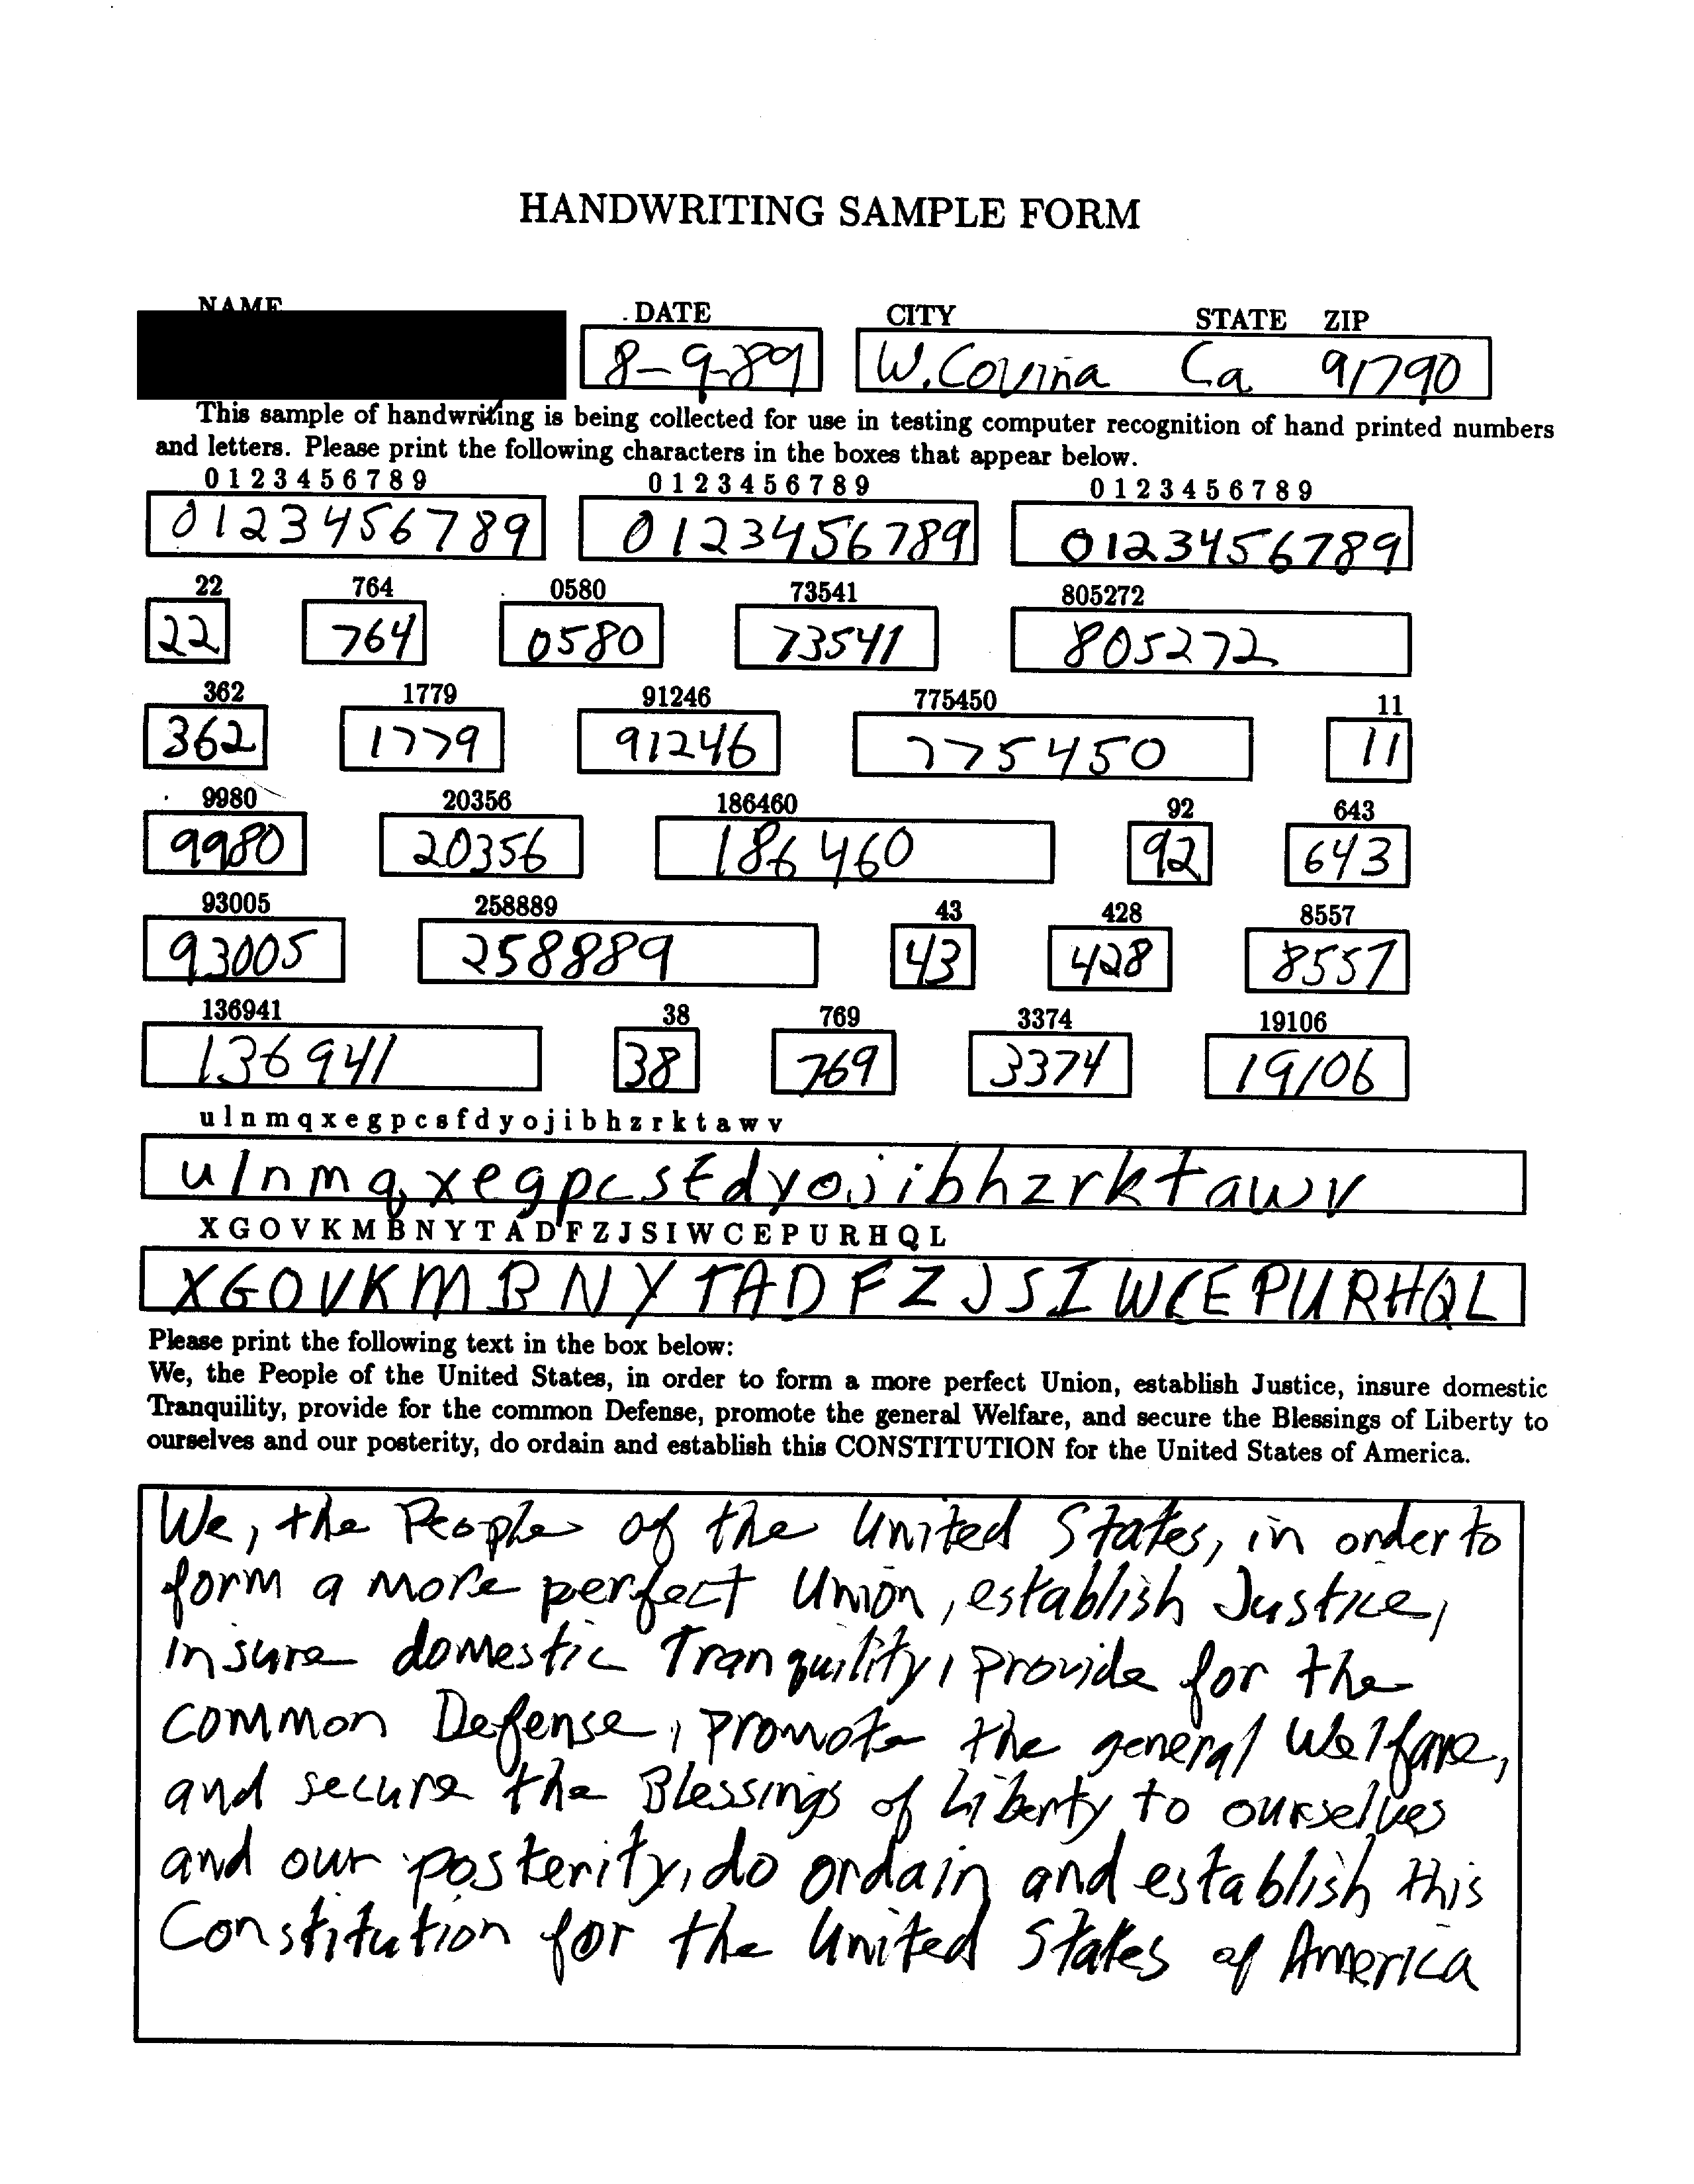 HANDWRITING SAMPLE FORM
NAME DATE CITY STATE ZIP
8-9-89 W. Covina Ca 91790
This sample of handwriting is being collected for use in testing computer recognition of hand printed numbers
and letters. Please print the following characters in the boxes that appear below.
0 1 2 3 4 5 6 7 8 9 0 1 2 3 4 5 6 7 8 9 0 1 2 3 4 5 6 7 8 9
0123456789 0123456789 0123456789
22 764 0580 73541 805272
22 764 0580 73541 805272
362 1779 91246 775450 11
362 1779 91246 775450 11
9980 20356 186460 92 643
9980 20356 186460 92 643
93005 258889 43 428 8557
93005 258889 43 428 8557
136941 38 769 3374 19106
136941 38 769 3374 19106
u l n m q x e g p c s f d y o j i b h z r k t a w v
ulnmqxegpcsfdyojibhzrktawv
X G O V K M B N Y T A D F Z J S I W C E P U R H Q L
XGOVKMBNYTADFZJSIWCEPURHQL
Please print the following text in the box below:
We, the People of the United States, in order to form a more perfect Union, establish Justice, insure domestic
Tranquility, provide for the common Defense, promote the general Welfare, and secure the Blessings of Liberty to
ourselves and our posterity, do ordain and establish this CONSTITUTION for the United States of America.
We, the People of the United States, in order to
form a more perfect Union, establish Justice,
insure domestic Tranquility, provide for the
common Defense, promote the general Welfare,
and secure the Blessings of Liberty to ourselves
and our posterity, do ordain and establish this
Constitution for the United States of America